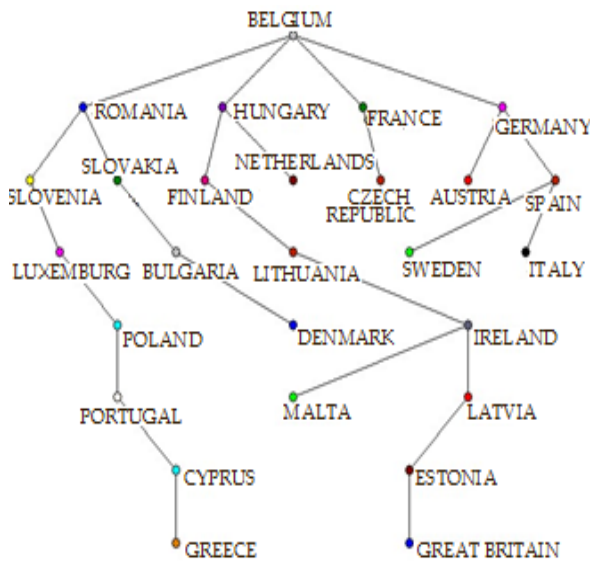 BELGIUM
ROMANIA
HUNGARY
FRANCE
GERMANY
SLOVAKIA
NETHERLANDS
SLOVENIA
FINLAND
CZECH
REPUBLIC
AUSTRIA
SPAIN
LUXEMBURG
BULGARIA
LITHUANIA
SWEDEN
ITALY
POLAND
DENMARK
IRELAND
PORTUGAL
MALTA
LATVIA
CYPRUS
ESTONIA
GREECE
GREAT BRITAIN